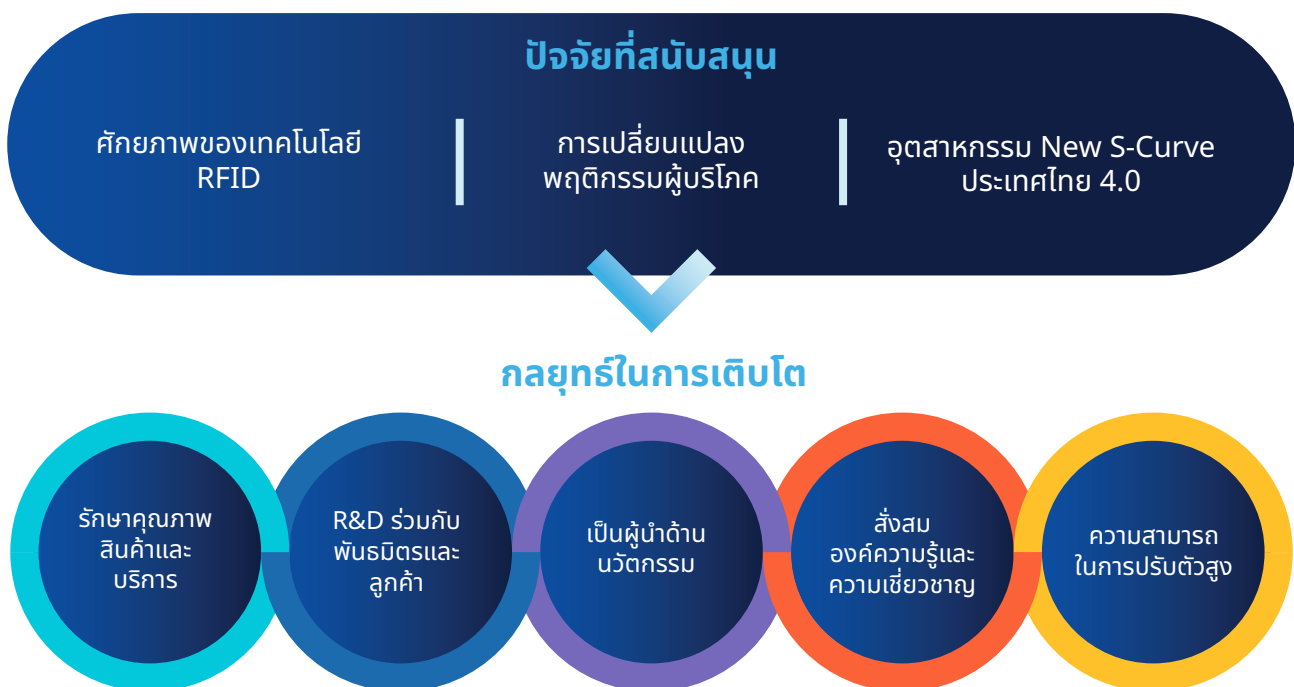 ปัจจัยที่สนับสนุน
ศักยภาพของเทคโนโลยี
RFID
การเปลี่ยนแปลง
พฤติกรรมผู้บริโภค
อุตสาหกรรม New S-Curve
ประเทศไทย 4.0
กลยุทธ์ในการเติบโต
รักษาคุณภาพ
สินค้าและ
บริการ
R&D ร่วมกับ
พันธมิตรและ
ลูกค้า
เป็นผู้นำด้าน
นวัตกรรม
สั่งสม
องค์ความรู้และ
ความเชี่ยวชาญ
ความสามารถ
ในการปรับตัวสูง